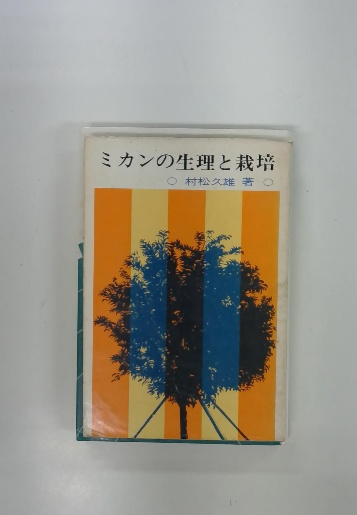 ミカンの生理と栽培
○ 村松久雄 著 ○